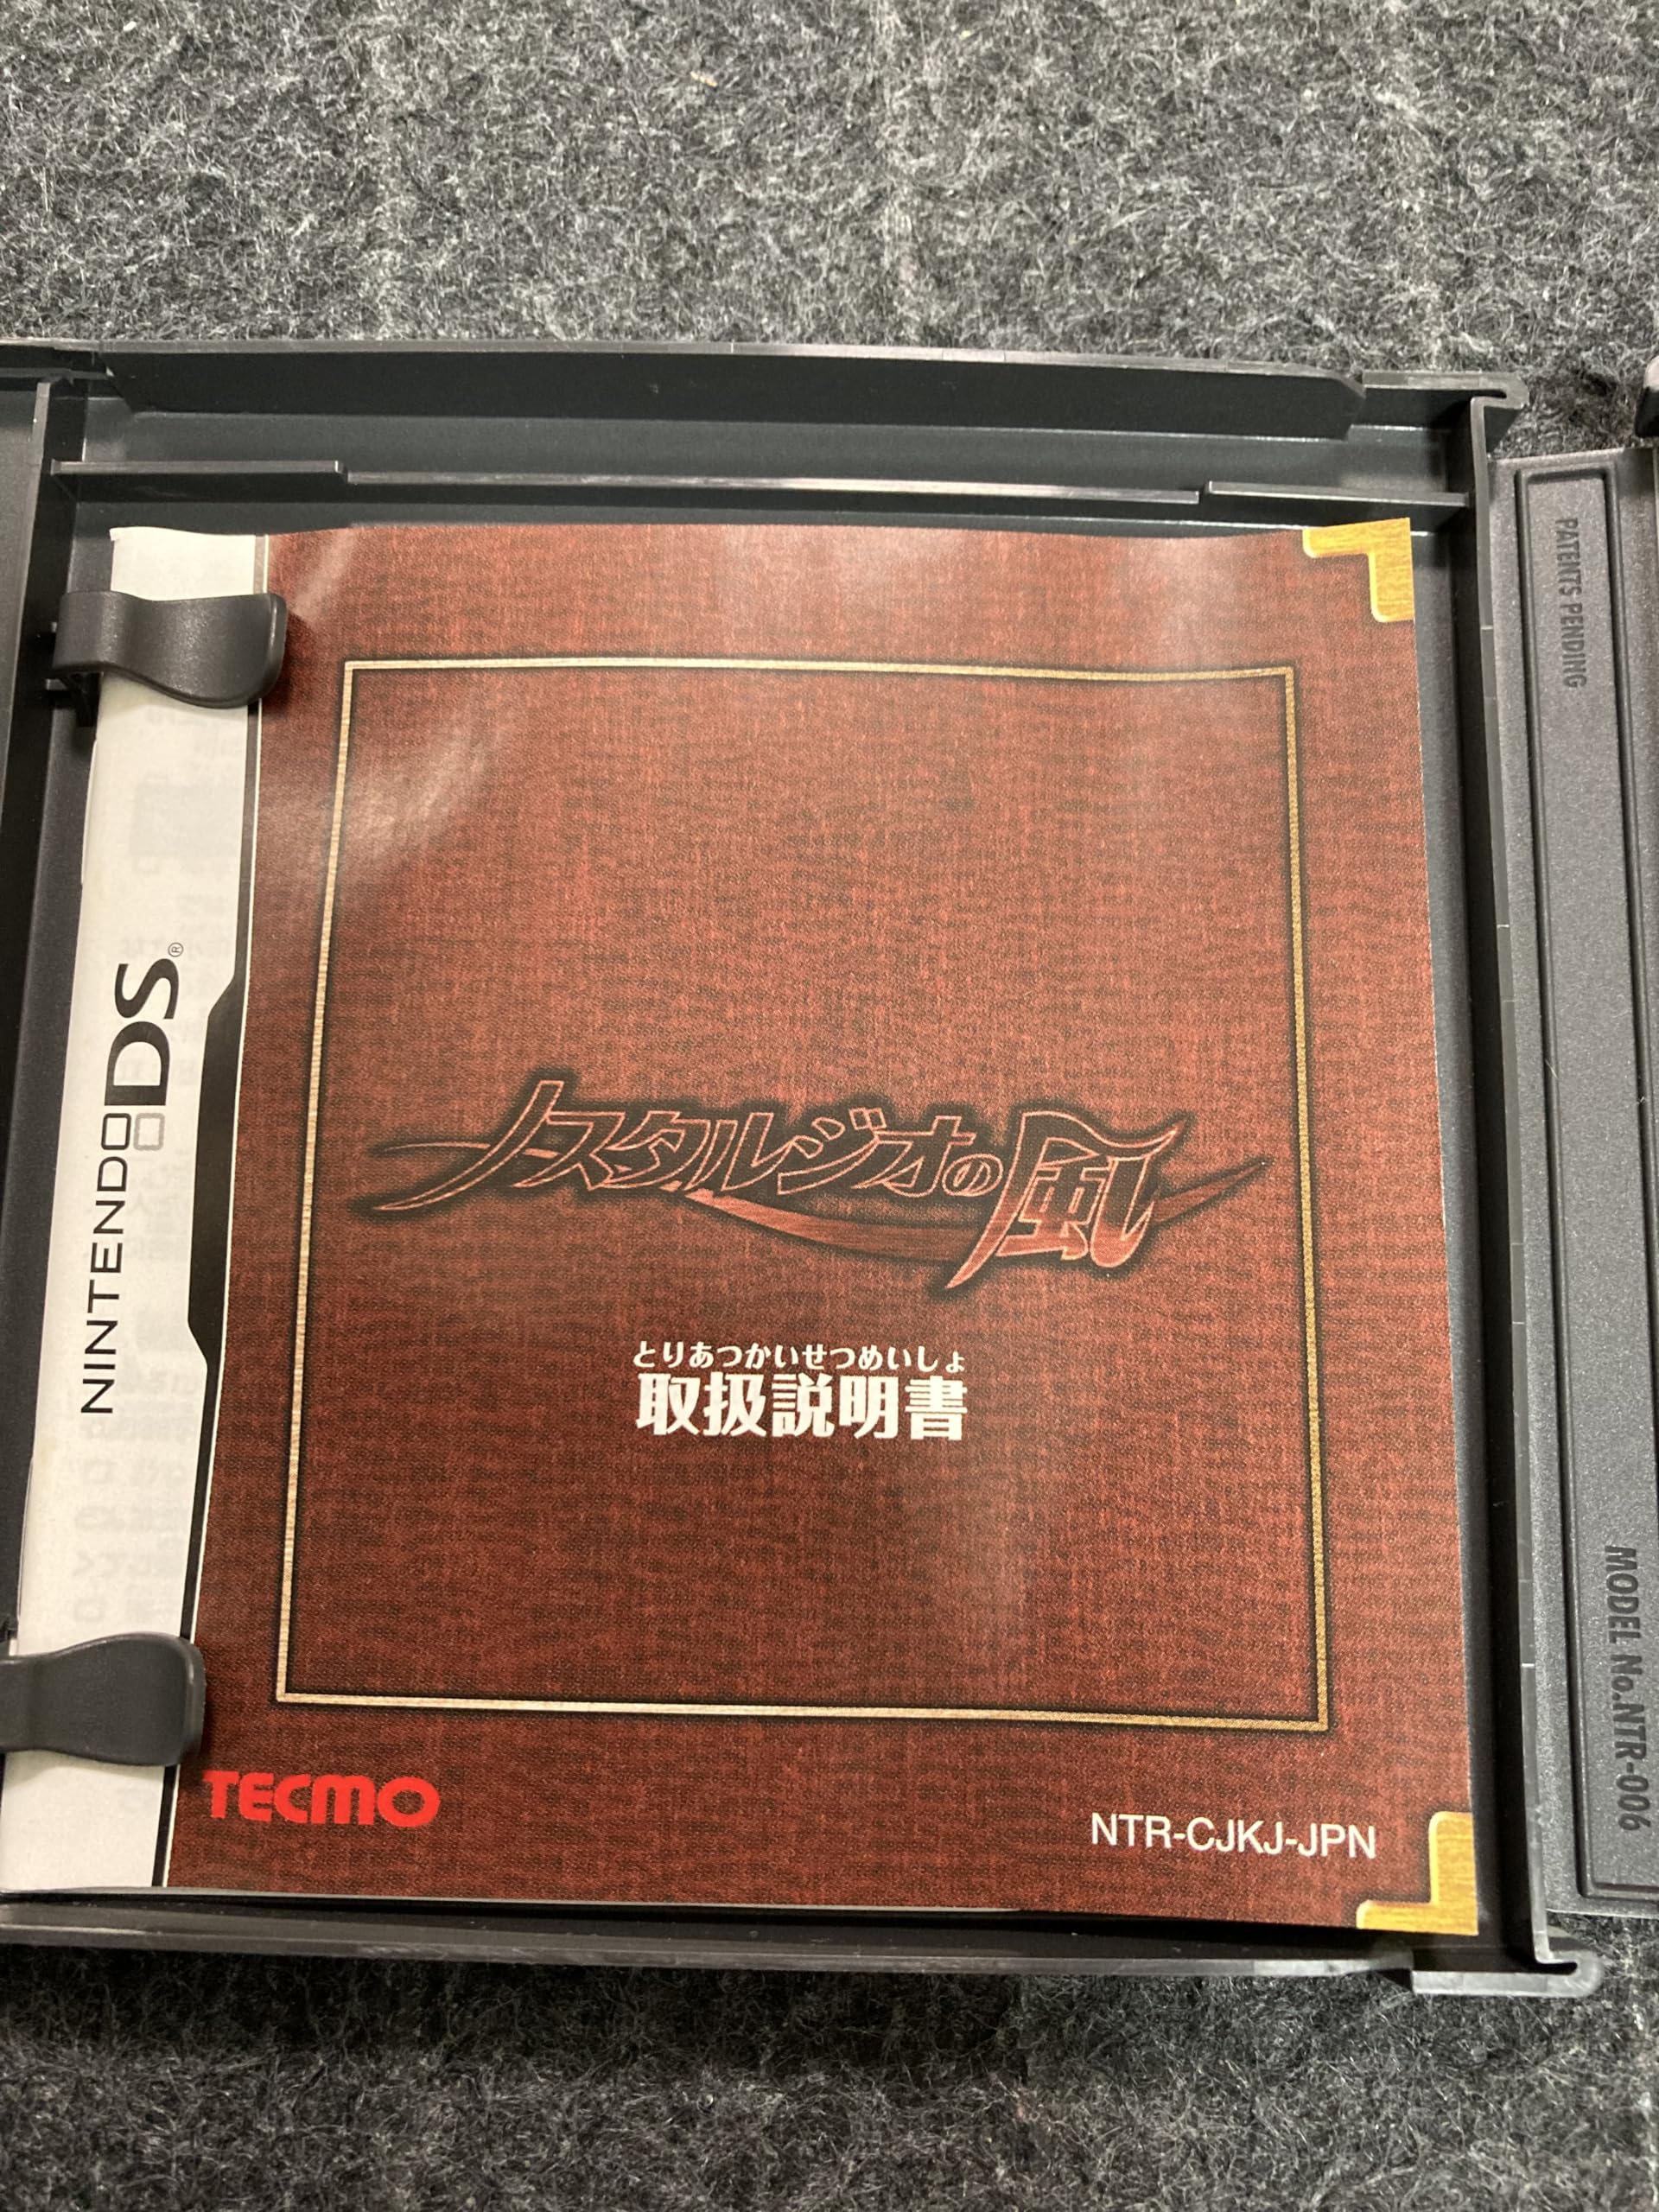 NINTENDO DS®
ノスタルジオの風
とりあつかいせつめいしょ
取扱説明書
TECMO
NTR-CJKJ-JPN
PATENTS PENDING
MODEL No.NTR-006